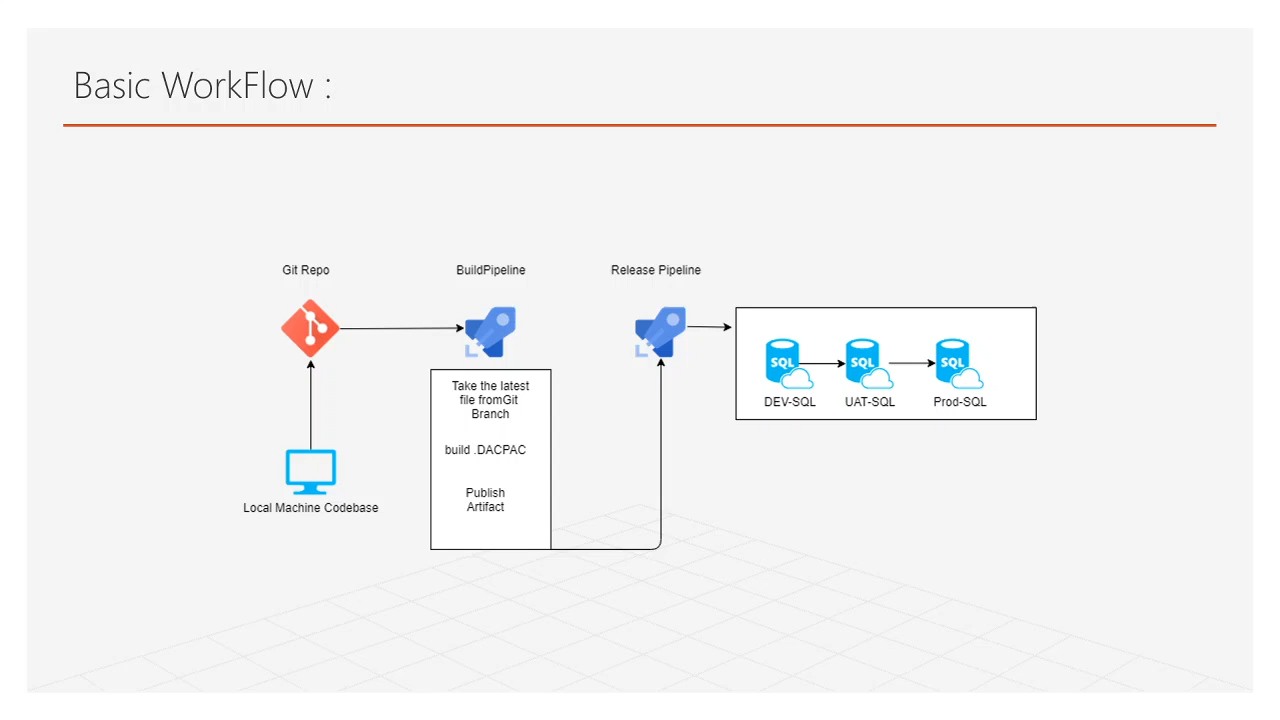 Basic WorkFlow :
Git Repo
BuildPipeline
Release Pipeline
Take the latest
file fromGit
Branch
build .DACPAC
Publish
Artifact
Local Machine Codebase
SQL
SQL
SQL
DEV-SQL
UAT-SQL
Prod-SQL